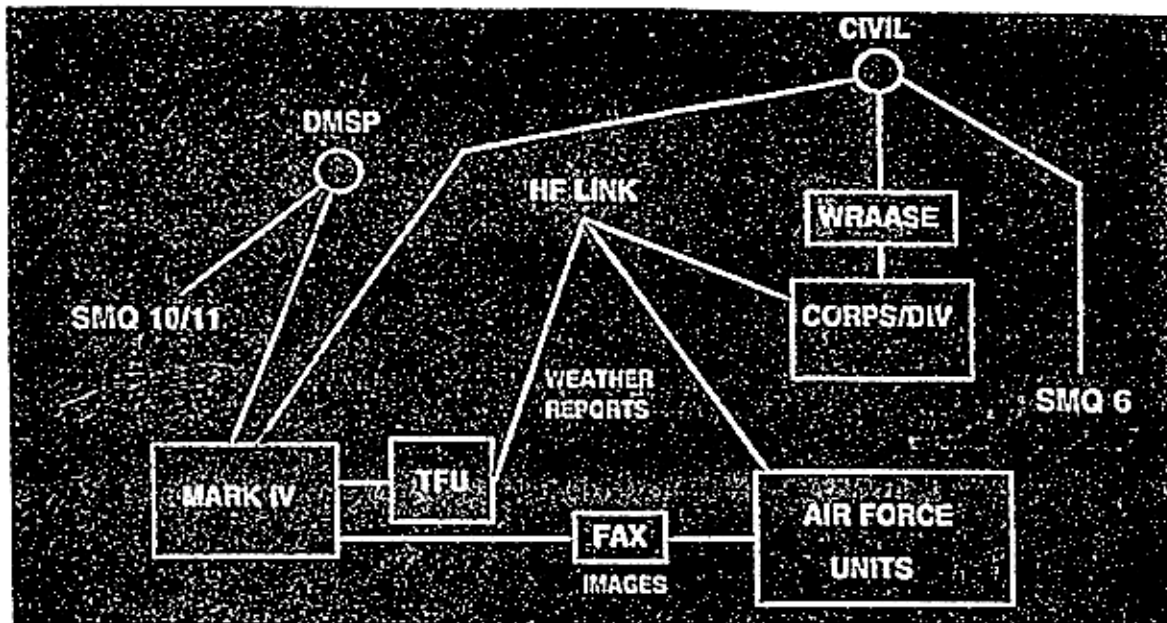 CIVIL
DMSP
HF LINK
WRAASE
SMQ 10/11
CORPS/DIV
WEATHER
REPORTS
SMQ 6
MARK IV
TFU
AIR FORCE
FAX
UNITS
IMAGES